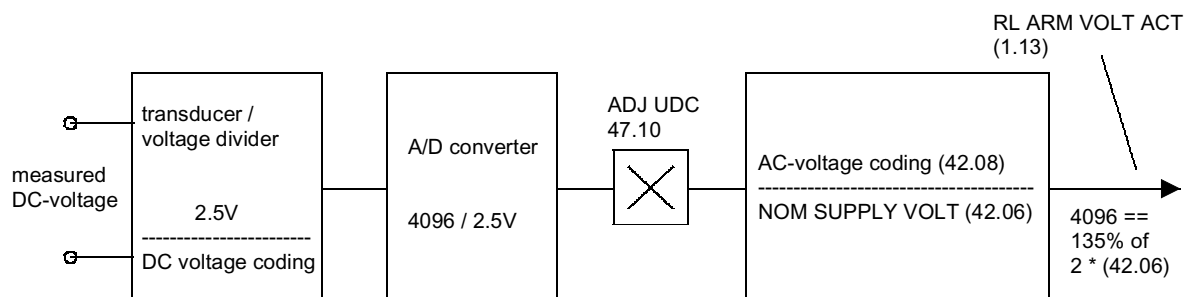 RL ARM VOLT ACT
(1.13)
measured
DC-voltage
transducer /
voltage divider
2.5V
DC voltage coding
A/D converter
4096 / 2.5V
ADJ UDC
47.10
AC-voltage coding (42.08)
NOM SUPPLY VOLT (42.06)
4096 ==
135% of
2 * (42.06)